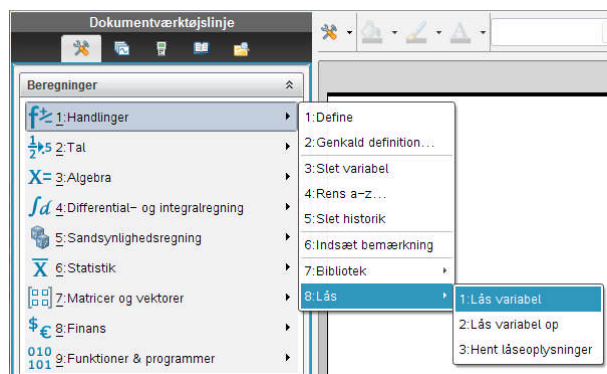 Dokumentværktøjslinje
Beregninger
1:Handlinger
2:Tal
3:Algebra
4:Differential- og integralregning
5:Sandsynlighedsregning
6:Statistik
7:Matricer og vektorer
8:Finans
9:Funktioner & programmer
1:Define
2:Genkald definition...
3:Slet variabel
4:Rens a-z...
5:Slet historik
6:Indsæt bemærkning
7:Bibliotek
8:Lås
1:Lås variabel
2:Lås variabel op
3:Hent låseoplysninger